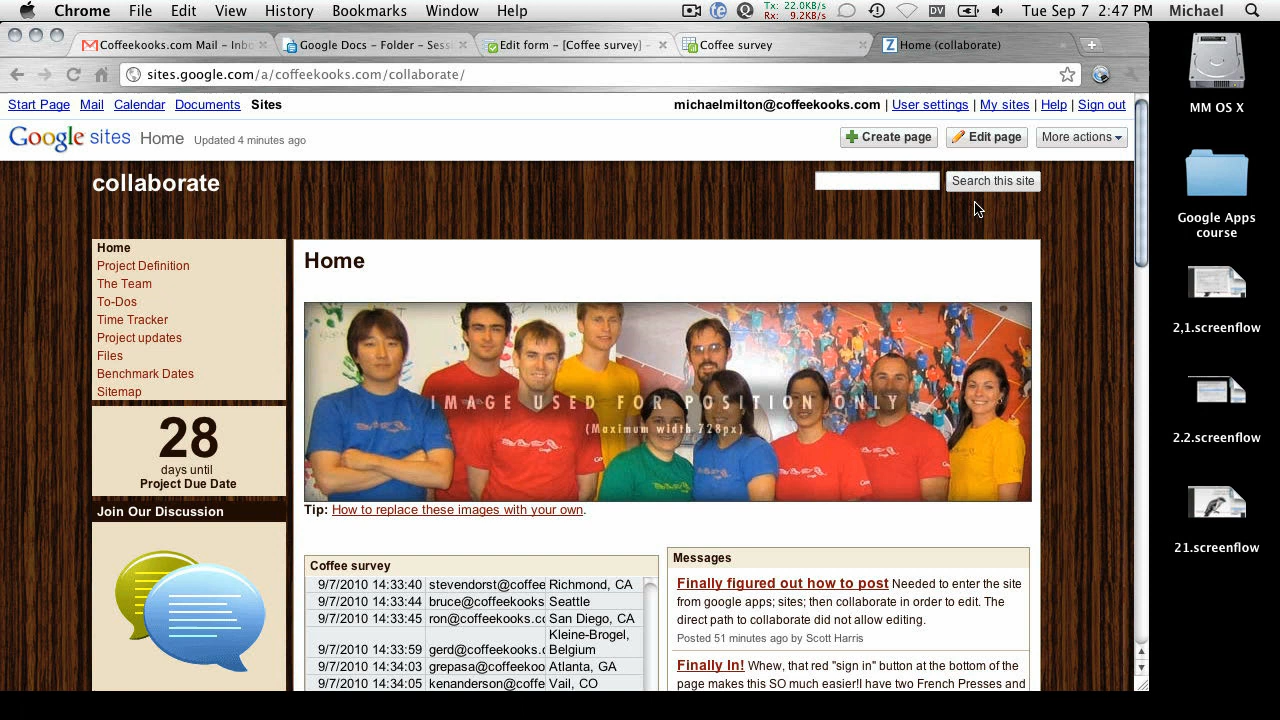 Chrome File Edit View History Bookmarks Window Help Tx: 22.0KB/s Rx: 9.2KB/s DV Tue Sep 7 2:47 PM Michael
Coffeekooks.com Mail – Inbo Google Docs – Folder – Sessi Edit form – [Coffee survey] – Coffee survey Home (collaborate)
sites.google.com/a/coffeekooks.com/collaborate/
Start Page Mail Calendar Documents Sites michaelmilton@coffeekooks.com | User settings | My sites | Help | Sign out
Google sites Home Updated 4 minutes ago Create page Edit page More actions
collaborate Search this site
Home
Project Definition
The Team
To-Dos
Time Tracker
Project updates
Files
Benchmark Dates
Sitemap
28
days until
Project Due Date
Join Our Discussion
Home
IMAGE USED FOR POSITION ONLY
(Maximum width 728px)
Tip: How to replace these images with your own.
Coffee survey
9/7/2010 14:33:40 stevendorst@coffee Richmond, CA
9/7/2010 14:33:44 bruce@coffeekooks Seattle
9/7/2010 14:33:45 ron@coffeekooks.co San Diego, CA
Kleine-Brogel,
9/7/2010 14:33:59 gerd@coffeekooks.c Belgium
9/7/2010 14:34:03 grepasa@coffeekoo Atlanta, GA
9/7/2010 14:34:05 kenanderson@coffe Vail, CO
Messages
Finally figured out how to post Needed to enter the site
from google apps; sites; then collaborate in order to edit. The
direct path to collaborate did not allow editing.
Posted 51 minutes ago by Scott Harris
Finally In! Whew, that red "sign in" button at the bottom of the
page makes this SO much easier!I have two French Presses and
MM OS X
Google Apps
course
2,1.screenflow
2.2.screenflow
21.screenflow